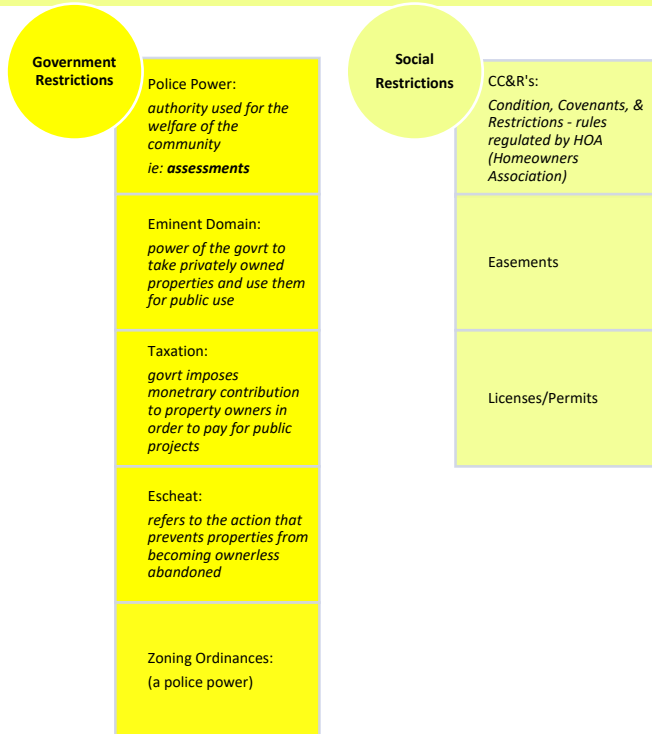 Government
Restrictions
Police Power:
authority used for the
welfare of the
community
ie: assessments
Eminent Domain:
power of the govrt to
take privately owned
properties and use them
for public use
Taxation:
govrt imposes
monetrary contribution
to property owners in
order to pay for public
projects
Escheat:
refers to the action that
prevents properties from
becoming ownerless
abandoned
Zoning Ordinances:
(a police power)
Social
Restrictions
CC&R's:
Condition, Covenants, &
Restrictions - rules
regulated by HOA
(Homeowners
Association)
Easements
Licenses/Permits